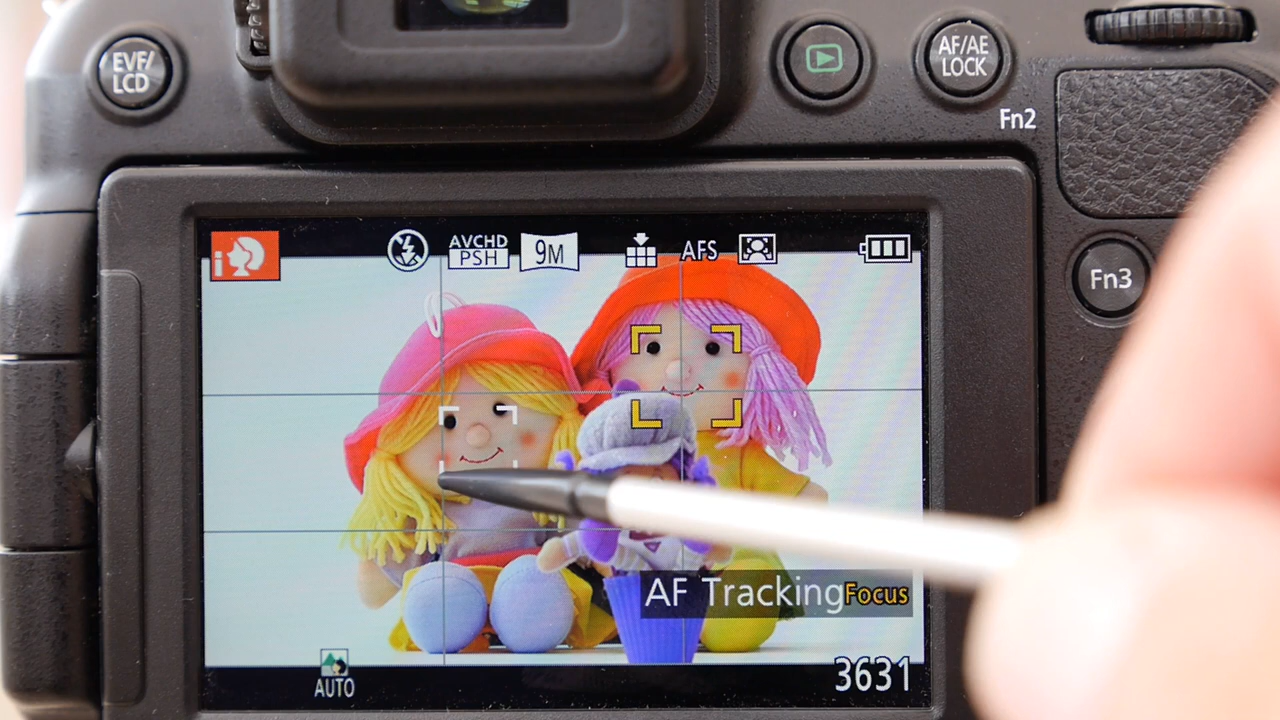 EVF/
LCD
AF/AE
LOCK
Fn2
Fn3
i
AVCHD
PSH
9M
AFS
AF Tracking Focus
AUTO
3631